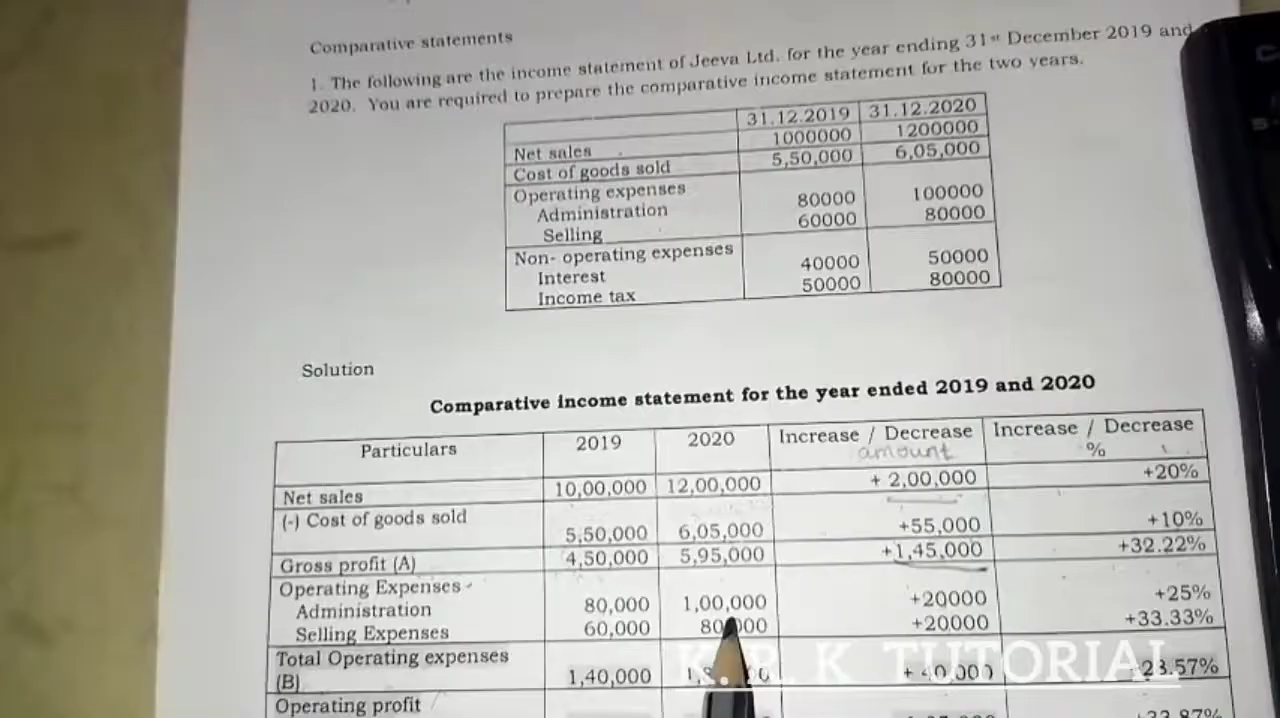 Comparative statements
1. The following are the income statement of Jeeva Ltd. for the year ending 31st December 2019 and
2020. You are required to prepare the comparative income statement for the two years.
31.12.2019 31.12.2020
Net sales 1000000 1200000
Cost of goods sold 5,50,000 6,05,000
Operating expenses
Administration 80000 100000
Selling 60000 80000
Non- operating expenses
Interest 40000 50000
Income tax 50000 80000
Solution
Comparative income statement for the year ended 2019 and 2020
Particulars 2019 2020 Increase / Decrease Increase / Decrease
amount %
Net sales 10,00,000 12,00,000 + 2,00,000 +20%
(-) Cost of goods sold
5,50,000 6,05,000 +55,000 +10%
Gross profit (A) 4,50,000 5,95,000 +1,45,000 +32.22%
Operating Expenses -
Administration 80,000 1,00,000 +20000 +25%
Selling Expenses 60,000 80,000 +20000 +33.33%
Total Operating expenses
(B) 1,40,000 23.57%
K. R. K TUTORIAL
Operating profit